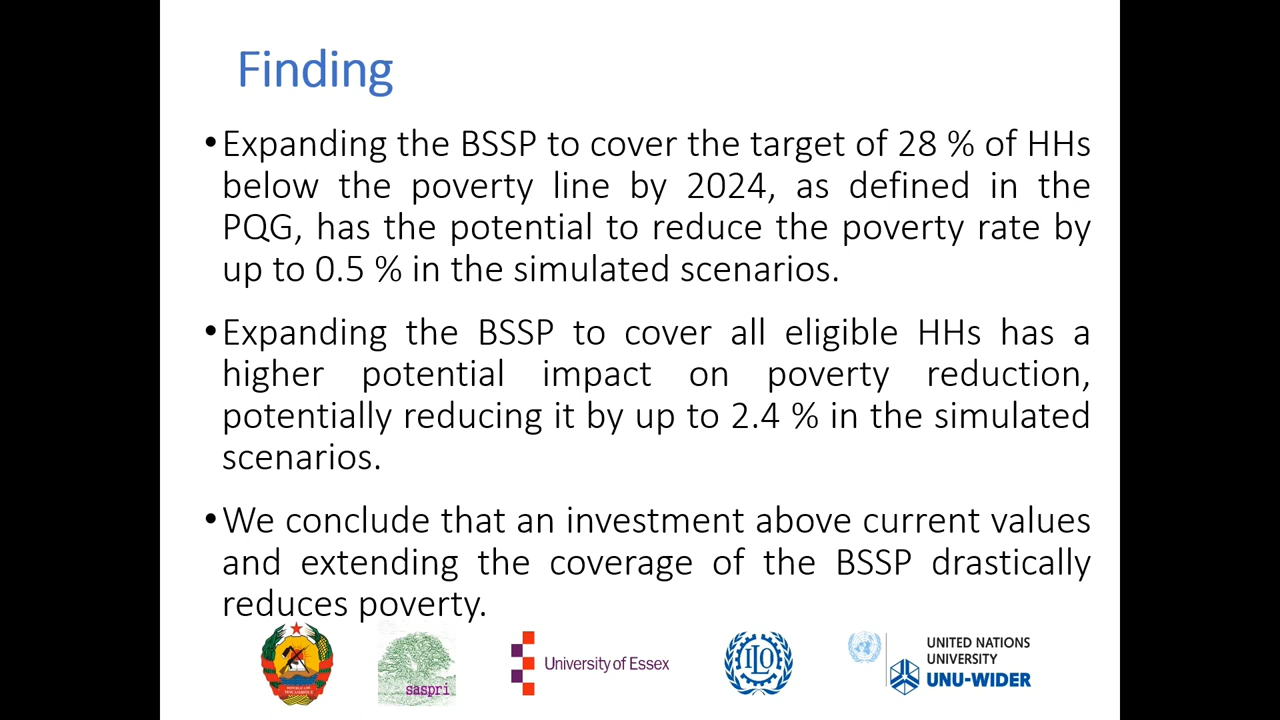 Finding
•Expanding the BSSP to cover the target of 28 % of HHs
below the poverty line by 2024, as defined in the
PQG, has the potential to reduce the poverty rate by
up to 0.5 % in the simulated scenarios.
•Expanding the BSSP to cover all eligible HHs has a
higher potential impact on poverty reduction,
potentially reducing it by up to 2.4 % in the simulated
scenarios.
•We conclude that an investment above current values
and extending the coverage of the BSSP drastically
reduces poverty.
saspri
University of Essex
ILO
UNITED NATIONS
UNIVERSITY
UNU-WIDER